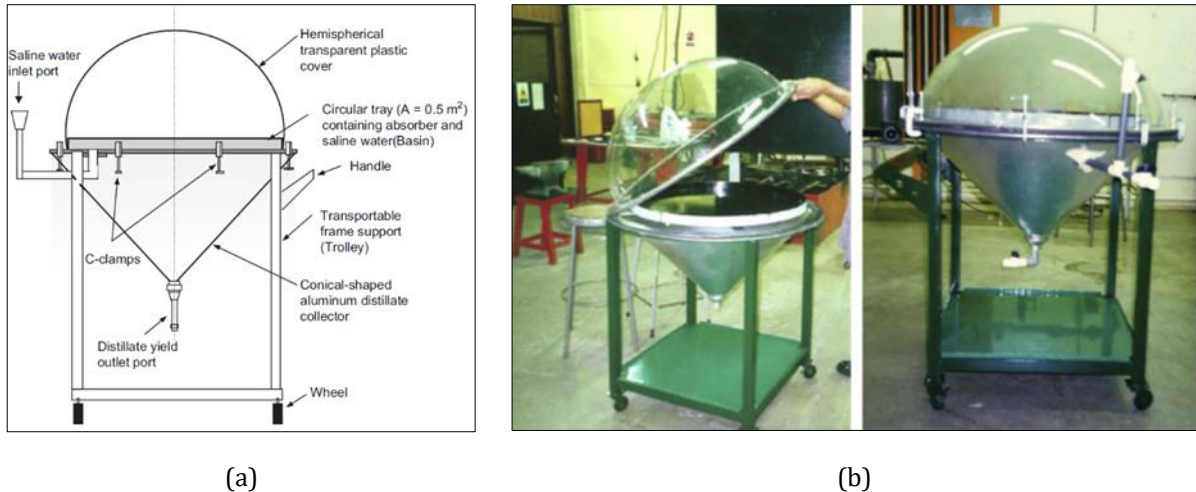 Saline water
inlet port
Hemispherical
transparent plastic
cover
Circular tray (A = 0.5 m²)
containing absorber and
saline water(Basin)
Handle
Transportable
frame support
(Trolley)
C-clamps
Conical-shaped
aluminum distillate
collector
Distillate yield
outlet port
Wheel
(a)
(b)